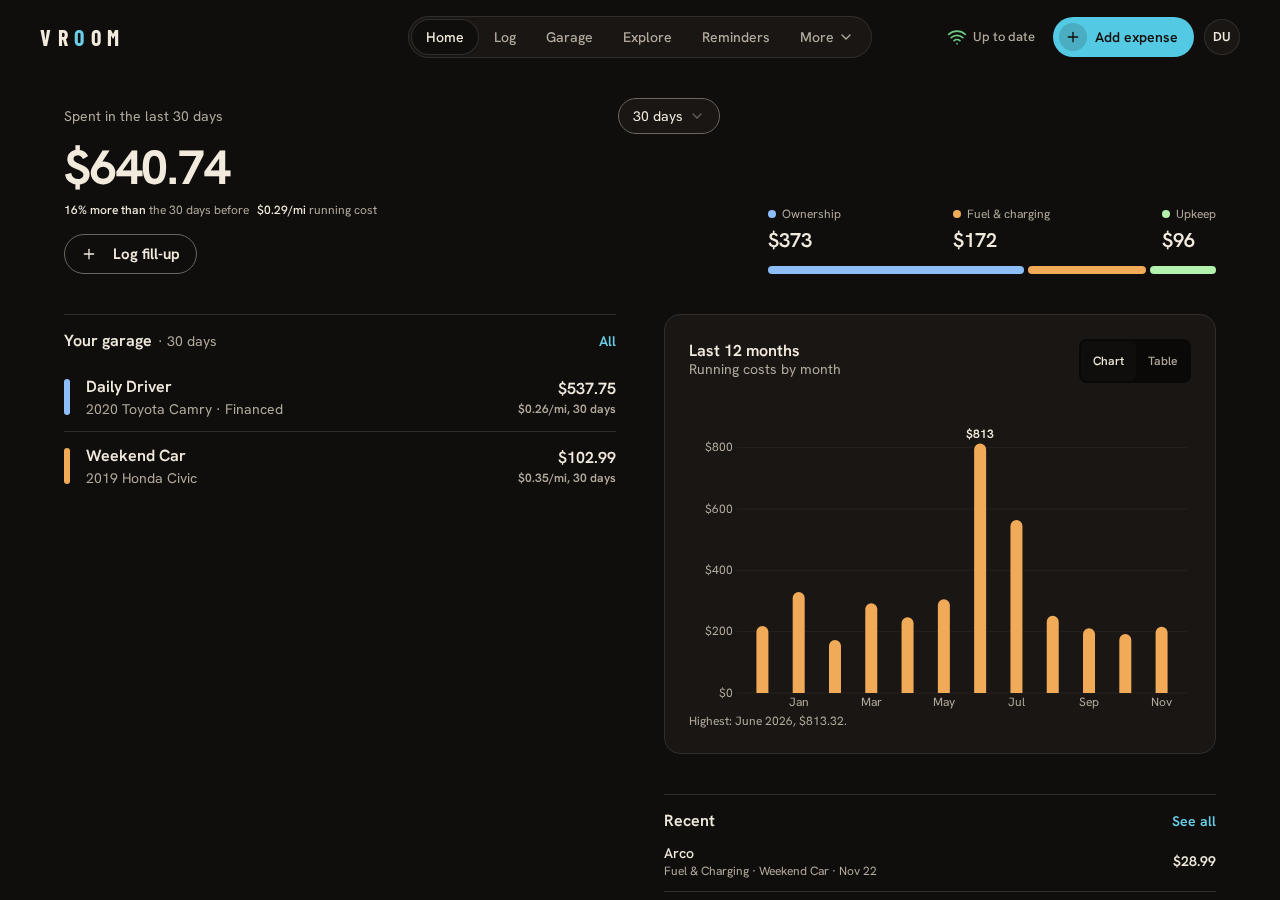 VROOM
Home
Log
Garage
Explore
Reminders
More
Up to date
Add expense
DU
Spent in the last 30 days
30 days
$640.74
16% more than the 30 days before $0.29/mi running cost
Log fill-up
Ownership
$373
Fuel & charging
$172
Upkeep
$96
Your garage · 30 days
All
Daily Driver
$537.75
2020 Toyota Camry · Financed
$0.26/mi, 30 days
Weekend Car
$102.99
2019 Honda Civic
$0.35/mi, 30 days
Last 12 months
Running costs by month
Chart
Table
$813
$800
$600
$400
$200
$0
Jan
Mar
May
Jul
Sep
Nov
Highest: June 2026, $813.32.
Recent
See all
Arco
$28.99
Fuel & Charging · Weekend Car · Nov 22